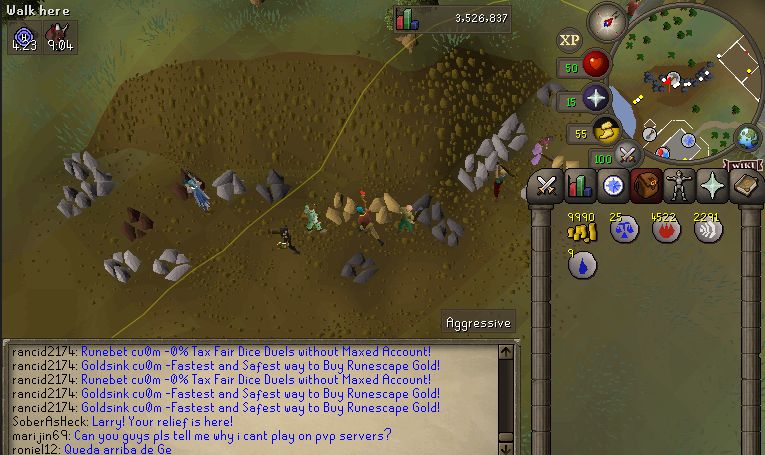 Walk here
3,526,837
4:23 9:04
XP
50
15
55
100
WIKI
9990 25 4522 2291
9
Aggressive
rancid2174: Runebet cu0m -0% Tax Fair Dice Duels without Maxed Account!
rancid2174: Goldsink cu0m -Fastest and Safest way to Buy Runescape Gold!
rancid2174: Runebet cu0m -0% Tax Fair Dice Duels without Maxed Account!
rancid2174: Goldsink cu0m -Fastest and Safest way to Buy Runescape Gold!
rancid2174: Goldsink cu0m -Fastest and Safest way to Buy Runescape Gold!
SoberAsHeck: Larry! Your relief is here!
marijin69: Can you guys pls tell me why i cant play on pvp servers?
roniel12: Queda arriba de Ge